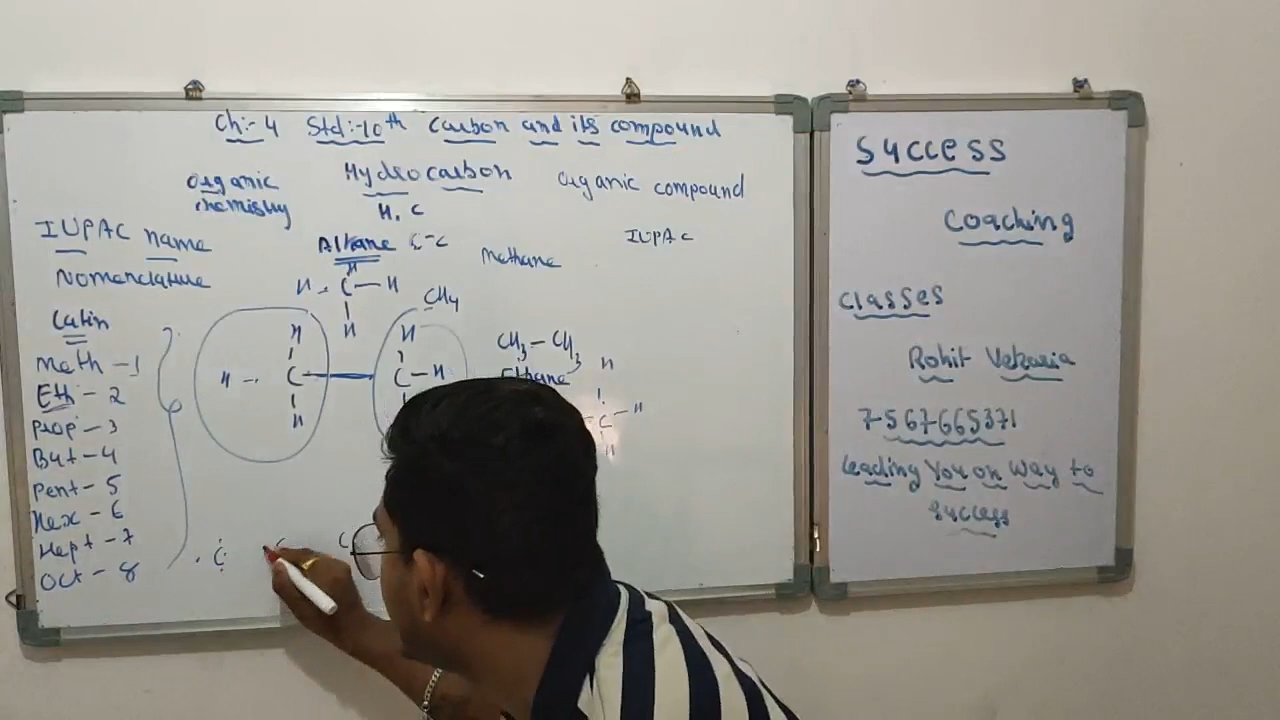 Ch:- 4 Std:-10th Carbon and its compound
Organic chemistry
Hydrocarbon
H, C
Organic compound
IUPAC name
Nomenclature
Alkane C-C
Methane
IUPAC
H
H - C - H
H
CH4
Latin
Meth - 1
Eth - 2
Prop - 3
But - 4
Pent - 5
Hex - 6
Hept - 7
Oct - 8
H H
H - C - C - H
H
CH3 - CH3
Ethane
H
- C - H
H
C C C
Success
Coaching
Classes
Rohit Vekaria
7567665371
Leading You on Way to
Success